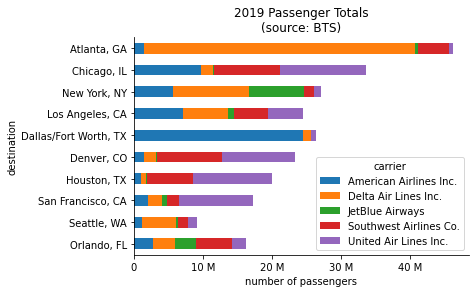 2019 Passenger Totals
(source: BTS)
destination
Atlanta, GA
Chicago, IL
New York, NY
Los Angeles, CA
Dallas/Fort Worth, TX
Denver, CO
Houston, TX
San Francisco, CA
Seattle, WA
Orlando, FL
carrier
American Airlines Inc.
Delta Air Lines Inc.
JetBlue Airways
Southwest Airlines Co.
United Air Lines Inc.
0 10 M 20 M 30 M 40 M
number of passengers